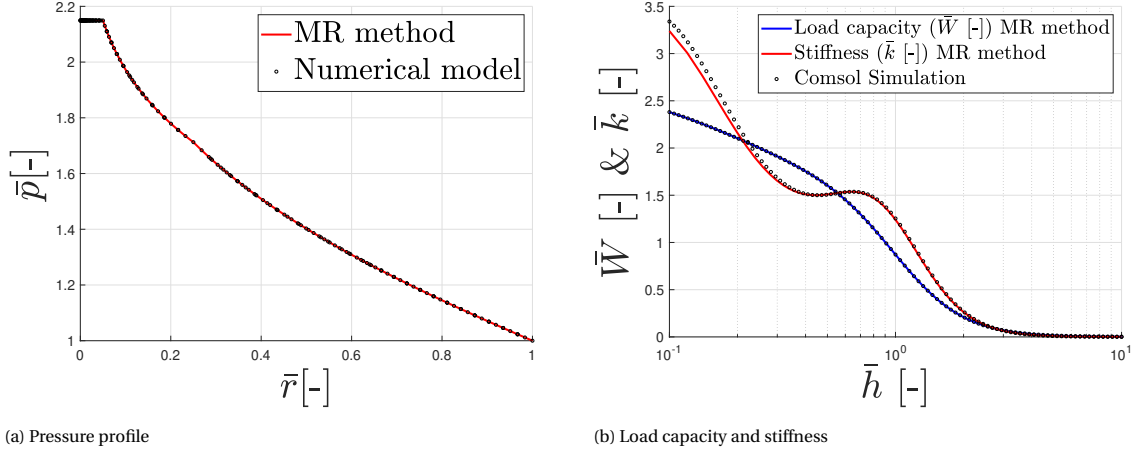 2.2
2
1.8
1.6
1.4
1.2
1
0 0.2 0.4 0.6 0.8 1
p̄ [-]
r̄ [-]
MR method
Numerical model
(a) Pressure profile
3.5
3
2.5
2
1.5
1
0.5
0
10⁻¹ 10⁰ 10¹
W̄ [-] & k̄ [-]
h̄ [-]
Load capacity (W̄ [-]) MR method
Stiffness (k̄ [-]) MR method
Comsol Simulation
(b) Load capacity and stiffness